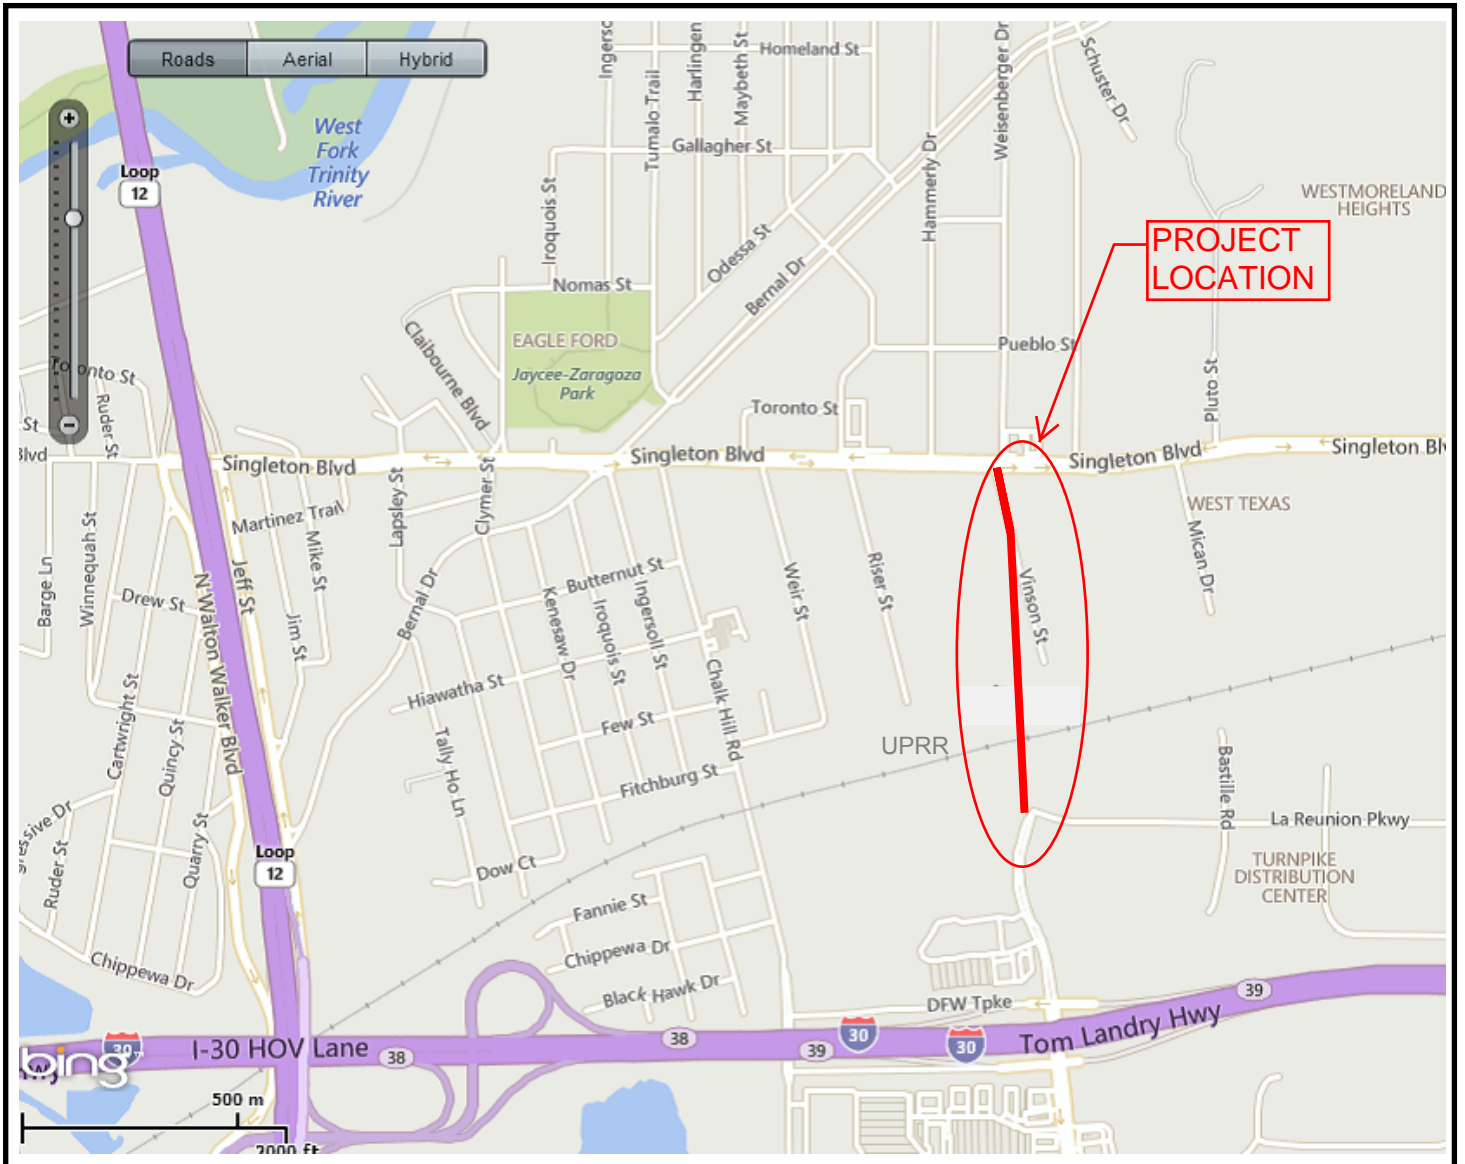 Roads
Aerial
Hybrid
Ingersc
Harlingen
Maybeth St
Homeland St
Weisenberger Dr
Schuster Dr
Tumalo Trail
West
Fork
Trinity
River
Loop
12
Gallagher St
Hammerly Dr
WESTMORELAND
HEIGHTS
Iroquois St
Odessa St
Bernal Dr
PROJECT
LOCATION
Nomas St
EAGLE FORD
Jaycee-Zaragoza
Park
Claibourne Blvd
Pueblo St
Pluto St
Toronto St
Ruder St
Toronto St
St
Blvd
Singleton Blvd
Singleton Blvd
Singleton Blvd
Singleton Blv
Lapsley St
Clymer St
WEST TEXAS
Martinez Trail
Mike St
Mican Dr
Winnequah St
Barge Ln
Jeff St
Drew St
N Walton Walker Blvd
Jim St
Bernal Dr
Butternut St
Kenesaw Dr
Iroquois St
Ingersoll St
Weir St
Riser St
Vinson St
Hiawatha St
Chalk Hill Rd
Cartwright St
Quincy St
Few St
UPRR
Tally Ho Ln
Fitchburg St
Bastille Rd
La Reunion Pkwy
gressive Dr
Ruder St
Quarry St
Loop
12
Dow Ct
TURNPIKE
DISTRIBUTION
CENTER
Fannie St
Chippewa Dr
Chippewa Dr
Black Hawk Dr
DFW Tpke
39
Tom Landry Hwy
30
I-30 HOV Lane
38
38
39
30
30
bing
wy
500 m
2000 ft